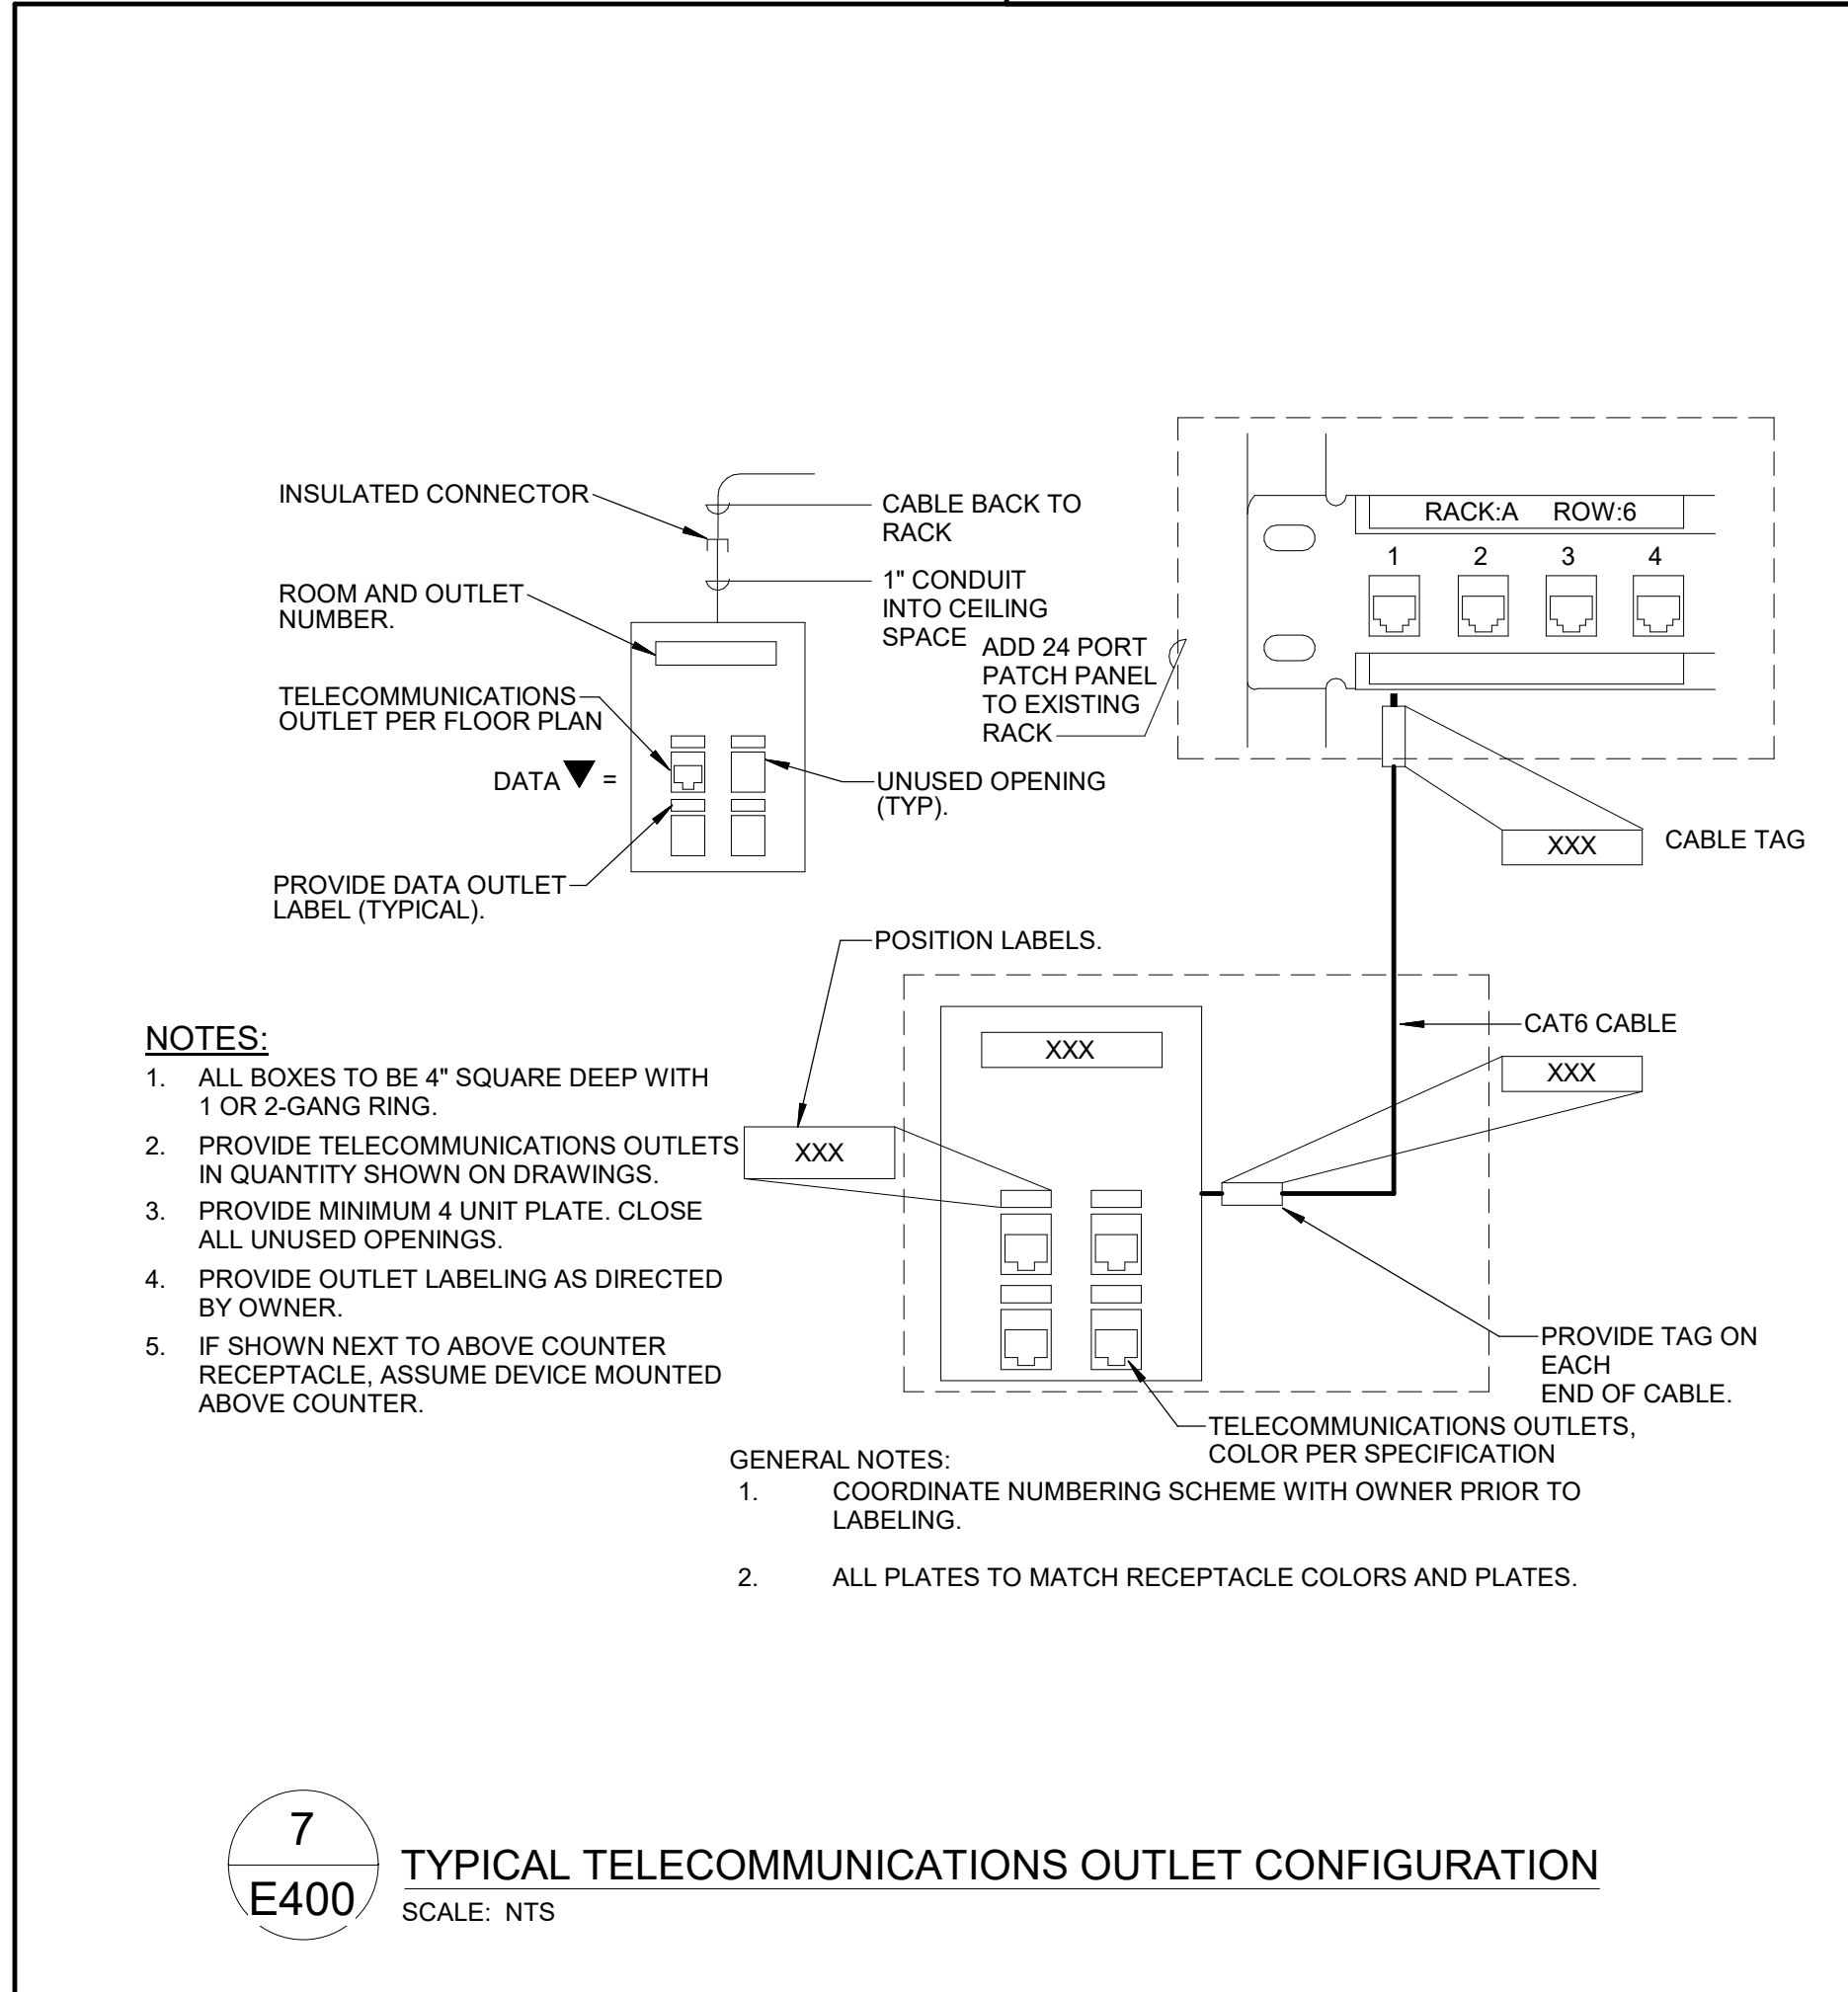 INSULATED CONNECTOR
CABLE BACK TO
RACK
ROOM AND OUTLET
NUMBER.
1" CONDUIT
INTO CEILING
SPACE
TELECOMMUNICATIONS
OUTLET PER FLOOR PLAN
DATA =
UNUSED OPENING
(TYP).
PROVIDE DATA OUTLET
LABEL (TYPICAL).
ADD 24 PORT
PATCH PANEL
TO EXISTING
RACK
RACK:A ROW:6
1 2 3 4
XXX
CABLE TAG
POSITION LABELS.
XXX
CAT6 CABLE
XXX
XXX
PROVIDE TAG ON
EACH
END OF CABLE.
TELECOMMUNICATIONS OUTLETS,
COLOR PER SPECIFICATION
NOTES:
1. ALL BOXES TO BE 4" SQUARE DEEP WITH
1 OR 2-GANG RING.
2. PROVIDE TELECOMMUNICATIONS OUTLETS
IN QUANTITY SHOWN ON DRAWINGS.
3. PROVIDE MINIMUM 4 UNIT PLATE. CLOSE
ALL UNUSED OPENINGS.
4. PROVIDE OUTLET LABELING AS DIRECTED
BY OWNER.
5. IF SHOWN NEXT TO ABOVE COUNTER
RECEPTACLE, ASSUME DEVICE MOUNTED
ABOVE COUNTER.
GENERAL NOTES:
1. COORDINATE NUMBERING SCHEME WITH OWNER PRIOR TO
LABELING.
2. ALL PLATES TO MATCH RECEPTACLE COLORS AND PLATES.
7
E400
TYPICAL TELECOMMUNICATIONS OUTLET CONFIGURATION
SCALE: NTS